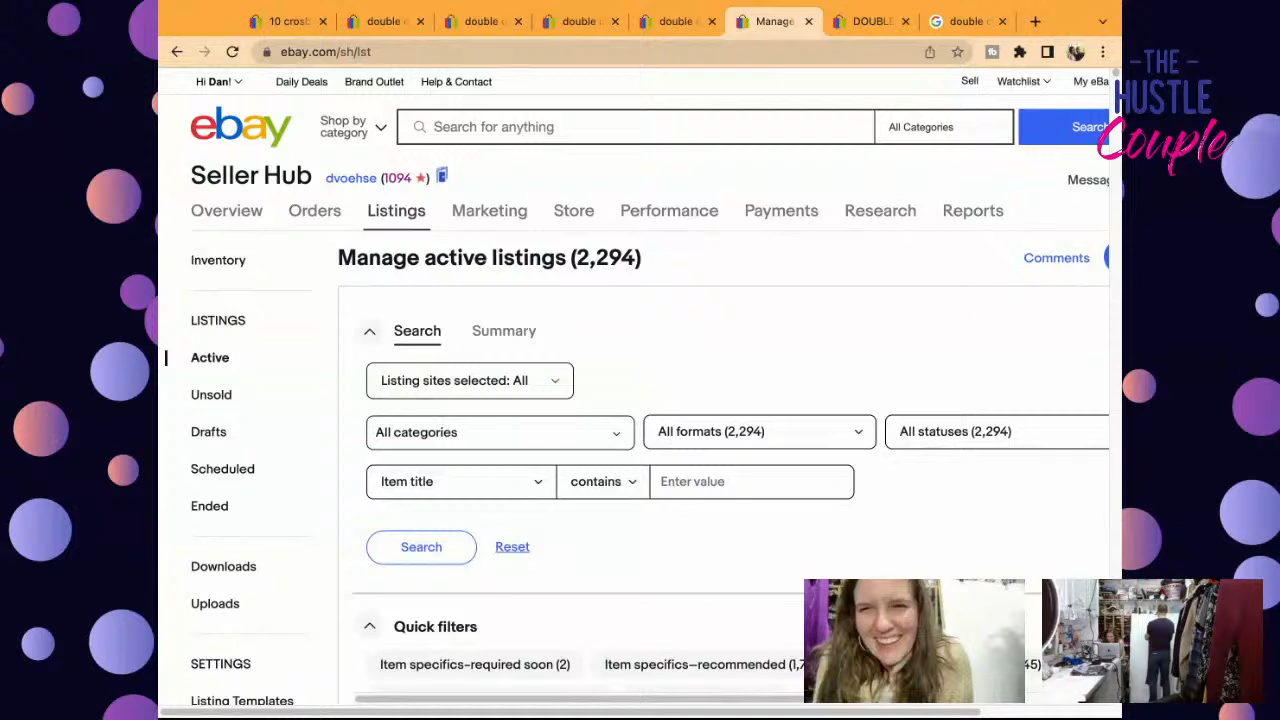 10 crosb
double c
double c
double u
double c
Manage
DOUBLE
double c
ebay.com/sh/lst
Hi Dan!
Daily Deals
Brand Outlet
Help & Contact
Sell
Watchlist
My eBa
-THE-
HUSTLE
Couple
ebay
Shop by category
Search for anything
All Categories
Search
Seller Hub
dvoehse (1094 ★)
Messag
Overview
Orders
Listings
Marketing
Store
Performance
Payments
Research
Reports
Inventory
Manage active listings (2,294)
Comments
LISTINGS
Search
Summary
Active
Listing sites selected: All
Unsold
Drafts
All categories
All formats (2,294)
All statuses (2,294)
Scheduled
Item title
contains
Enter value
Ended
Search
Reset
Downloads
Uploads
Quick filters
SETTINGS
Item specifics-required soon (2)
Item specifics–recommended (1,7
45)
Listing Templates